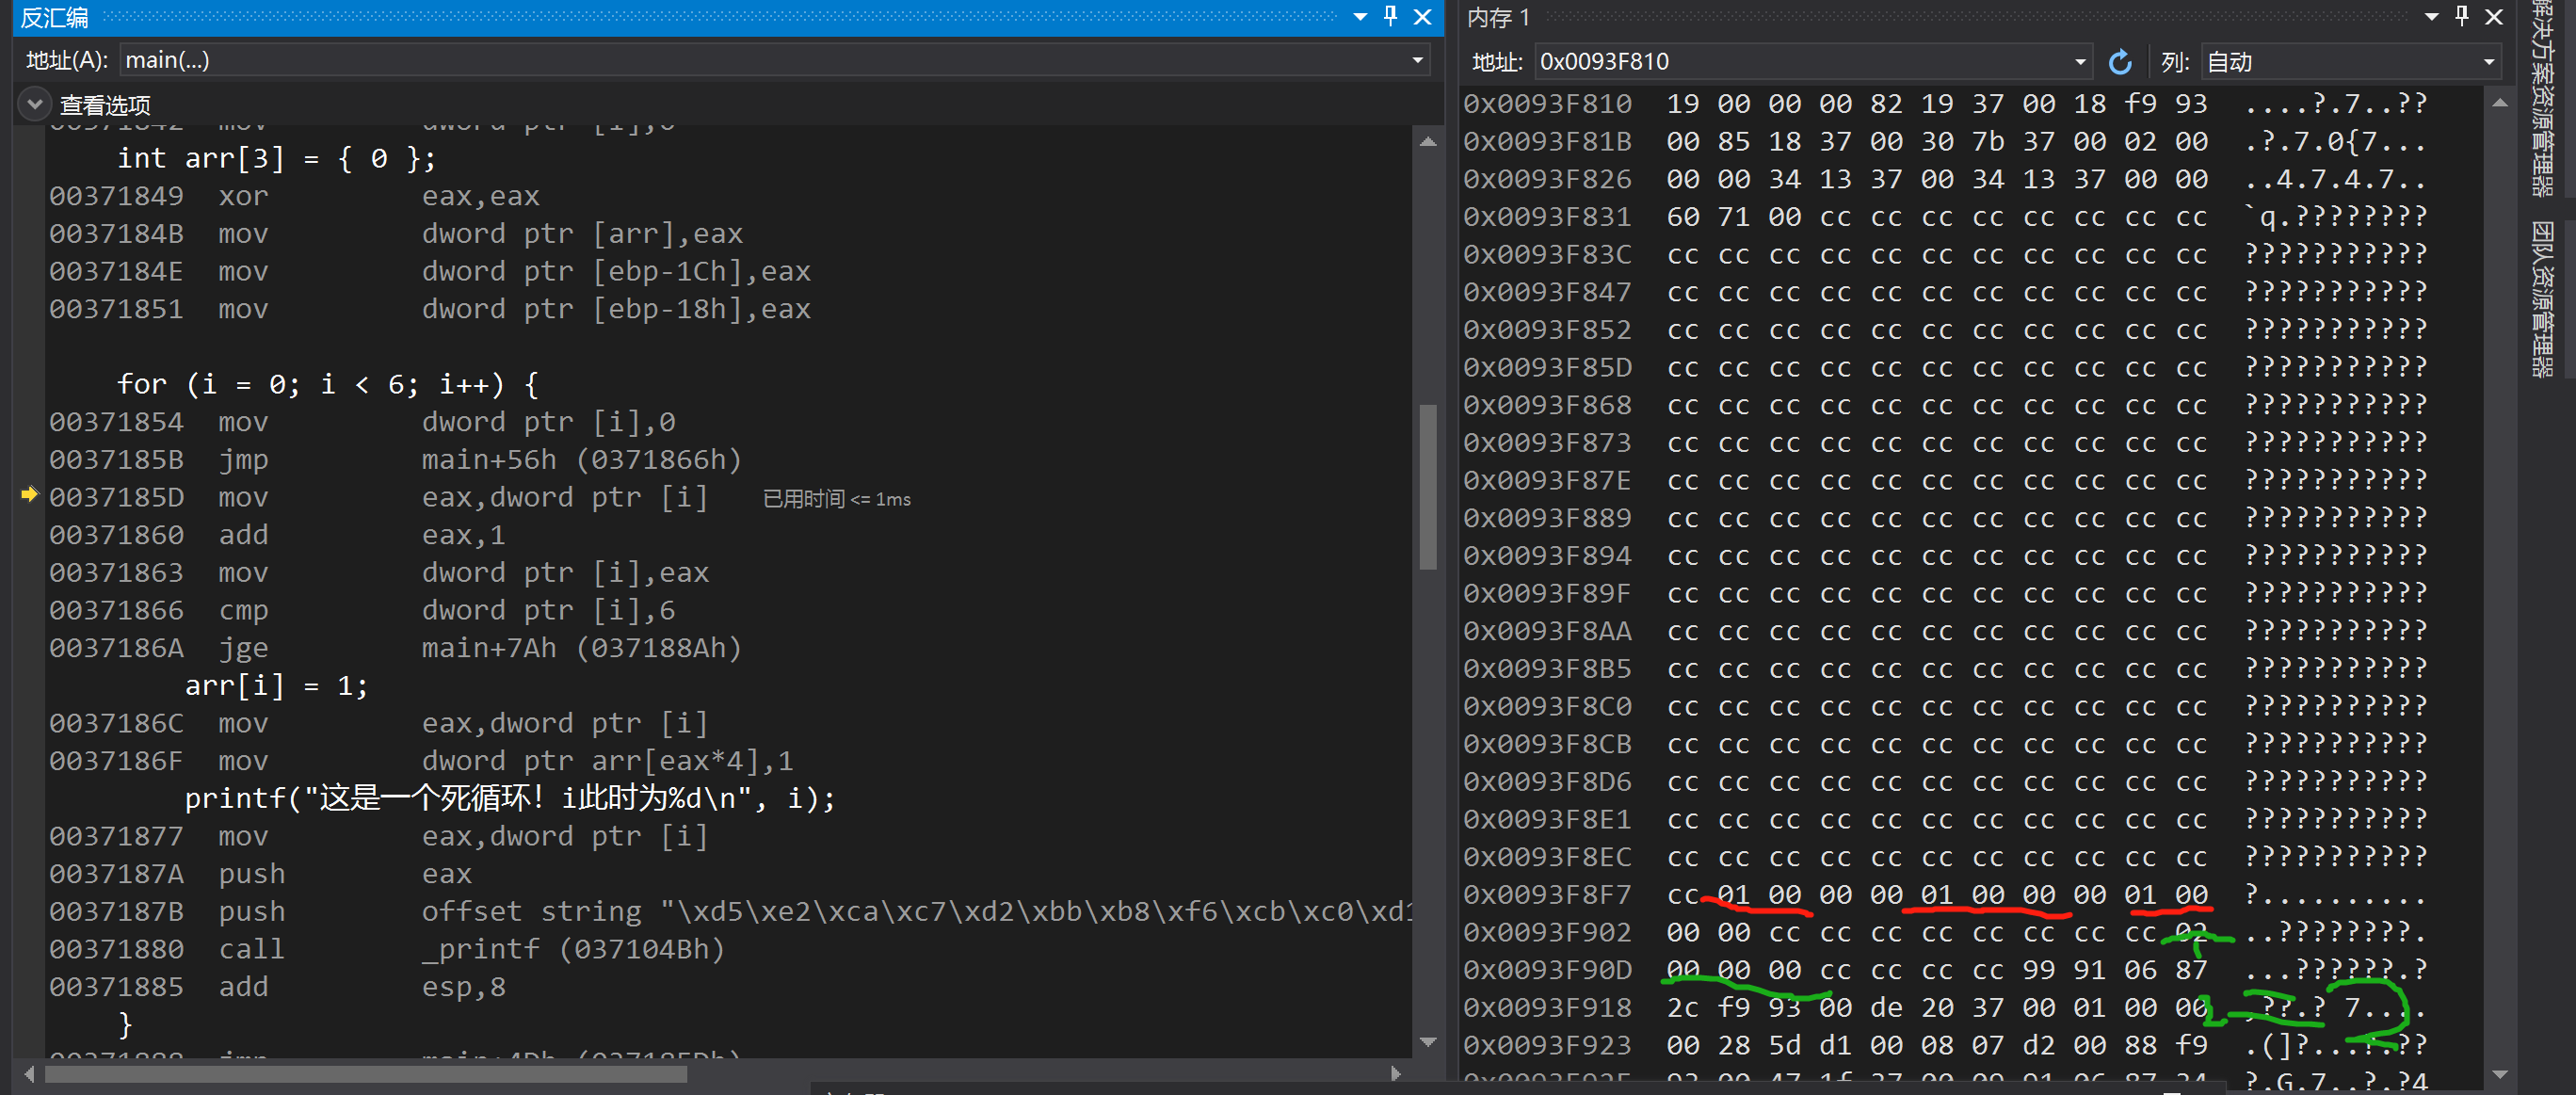 反汇编
地址(A): main(...)
查看选项
int arr[3] = { 0 };
00371849 xor eax,eax
0037184B mov dword ptr [arr],eax
0037184E mov dword ptr [ebp-1Ch],eax
00371851 mov dword ptr [ebp-18h],eax
for (i = 0; i < 6; i++) {
00371854 mov dword ptr [i],0
0037185B jmp main+56h (0371866h)
0037185D mov eax,dword ptr [i] 已用时间 <= 1ms
00371860 add eax,1
00371863 mov dword ptr [i],eax
00371866 cmp dword ptr [i],6
0037186A jge main+7Ah (037188Ah)
arr[i] = 1;
0037186C mov eax,dword ptr [i]
0037186F mov dword ptr arr[eax*4],1
printf("这是一个死循环！i此时为%d\n", i);
00371877 mov eax,dword ptr [i]
0037187A push eax
0037187B push offset string "\xd5\xe2\xca\xc7\xd2\xbb\xb8\xf6\xcb\xc0\xd1
00371880 call _printf (037104Bh)
00371885 add esp,8
}
内存 1
地址: 0x0093F810 列: 自动
0x0093F810 19 00 00 00 82 19 37 00 18 f9 93 ....?.7..??
0x0093F81B 00 85 18 37 00 30 7b 37 00 02 00 .?.7.0{7...
0x0093F826 00 00 34 13 37 00 34 13 37 00 00 ..4.7.4.7..
0x0093F831 60 71 00 cc cc cc cc cc cc cc cc `q.????????
0x0093F83C cc cc cc cc cc cc cc cc cc cc cc ???????????
0x0093F847 cc cc cc cc cc cc cc cc cc cc cc ???????????
0x0093F852 cc cc cc cc cc cc cc cc cc cc cc ???????????
0x0093F85D cc cc cc cc cc cc cc cc cc cc cc ???????????
0x0093F868 cc cc cc cc cc cc cc cc cc cc cc ???????????
0x0093F873 cc cc cc cc cc cc cc cc cc cc cc ???????????
0x0093F87E cc cc cc cc cc cc cc cc cc cc cc ???????????
0x0093F889 cc cc cc cc cc cc cc cc cc cc cc ???????????
0x0093F894 cc cc cc cc cc cc cc cc cc cc cc ???????????
0x0093F89F cc cc cc cc cc cc cc cc cc cc cc ???????????
0x0093F8AA cc cc cc cc cc cc cc cc cc cc cc ???????????
0x0093F8B5 cc cc cc cc cc cc cc cc cc cc cc ???????????
0x0093F8C0 cc cc cc cc cc cc cc cc cc cc cc ???????????
0x0093F8CB cc cc cc cc cc cc cc cc cc cc cc ???????????
0x0093F8D6 cc cc cc cc cc cc cc cc cc cc cc ???????????
0x0093F8E1 cc cc cc cc cc cc cc cc cc cc cc ???????????
0x0093F8EC cc cc cc cc cc cc cc cc cc cc cc ???????????
0x0093F8F7 cc 01 00 00 00 01 00 00 00 01 00 ?..........
0x0093F902 00 00 cc cc cc cc cc cc cc cc 02 ..????????.
0x0093F90D 00 00 00 cc cc cc cc 99 91 06 87 ...??????.?
0x0093F918 2c f9 93 00 de 20 37 00 01 00 00 ,??.? 7....
0x0093F923 00 28 5d d1 00 08 07 d2 00 88 f9 .(]?...?.??
解决方案资源管理器
团队资源管理器